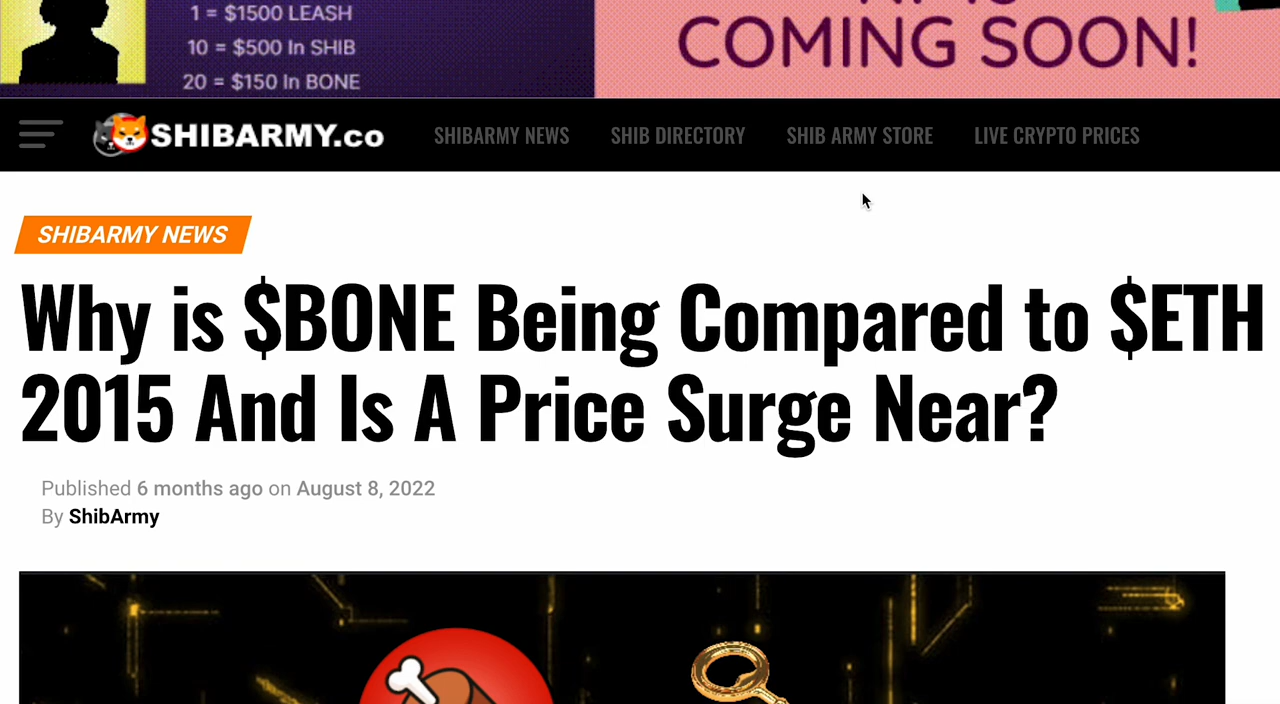 1 = $1500 LEASH
10 = $500 In SHIB
20 = $150 In BONE
COMING SOON!
SHIBARMY.co
SHIBARMY NEWS
SHIB DIRECTORY
SHIB ARMY STORE
LIVE CRYPTO PRICES
SHIBARMY NEWS
Why is $BONE Being Compared to $ETH
2015 And Is A Price Surge Near?
Published 6 months ago on August 8, 2022
By ShibArmy